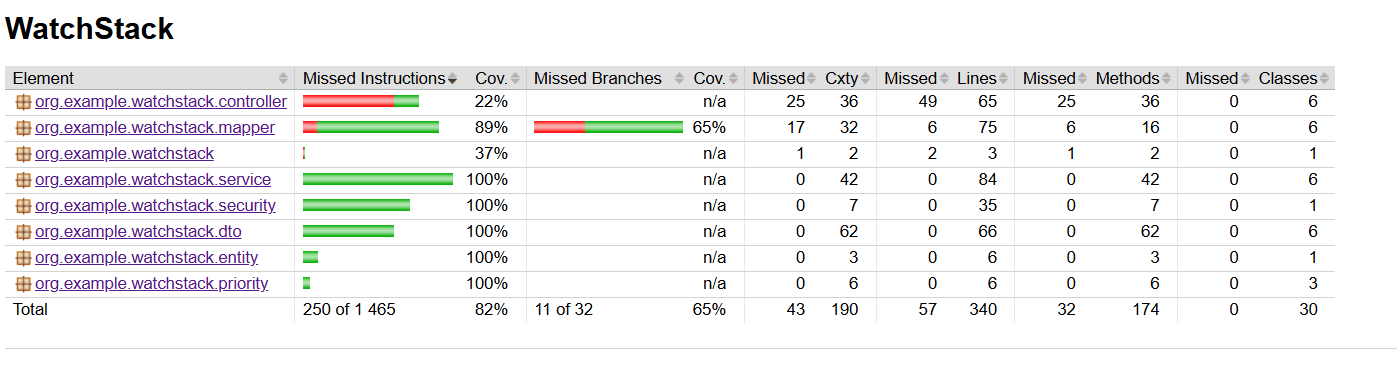 WatchStack
Element Missed Instructions Cov. Missed Branches Cov. Missed Cxty Missed Lines Missed Methods Missed Classes
org.example.watchstack.controller 22% n/a 25 36 49 65 25 36 0 6
org.example.watchstack.mapper 89% 65% 17 32 6 75 6 16 0 6
org.example.watchstack 37% n/a 1 2 2 3 1 2 0 1
org.example.watchstack.service 100% n/a 0 42 0 84 0 42 0 6
org.example.watchstack.security 100% n/a 0 7 0 35 0 7 0 1
org.example.watchstack.dto 100% n/a 0 62 0 66 0 62 0 6
org.example.watchstack.entity 100% n/a 0 3 0 6 0 3 0 1
org.example.watchstack.priority 100% n/a 0 6 0 6 0 6 0 3
Total 250 of 1 465 82% 11 of 32 65% 43 190 57 340 32 174 0 30